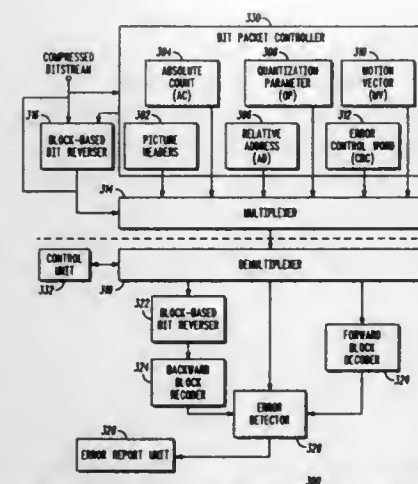 330
BIT PACKET CONTROLLER
COMPRESSED
BITSTREAM
304
ABSOLUTE
COUNT
(AC)
308
QUANTIZATION
PARAMETER
(QP)
310
MOTION
VECTOR
(MV)
316
BLOCK-BASED
BIT REVERSER
302
PICTURE
HEADERS
306
RELATIVE
ADDRESS
(AD)
312
ERROR
CONTROL WORD
(CRC)
314
MULTIPLEXER
CONTROL
UNIT
332
DEMULTIPLEXER
318
322
BLOCK-BASED
BIT REVERSER
324
BACKWARD
BLOCK
DECODER
FORWARD
BLOCK
DECODER
320
ERROR
DETECTOR
326
328
ERROR REPORT UNIT
300